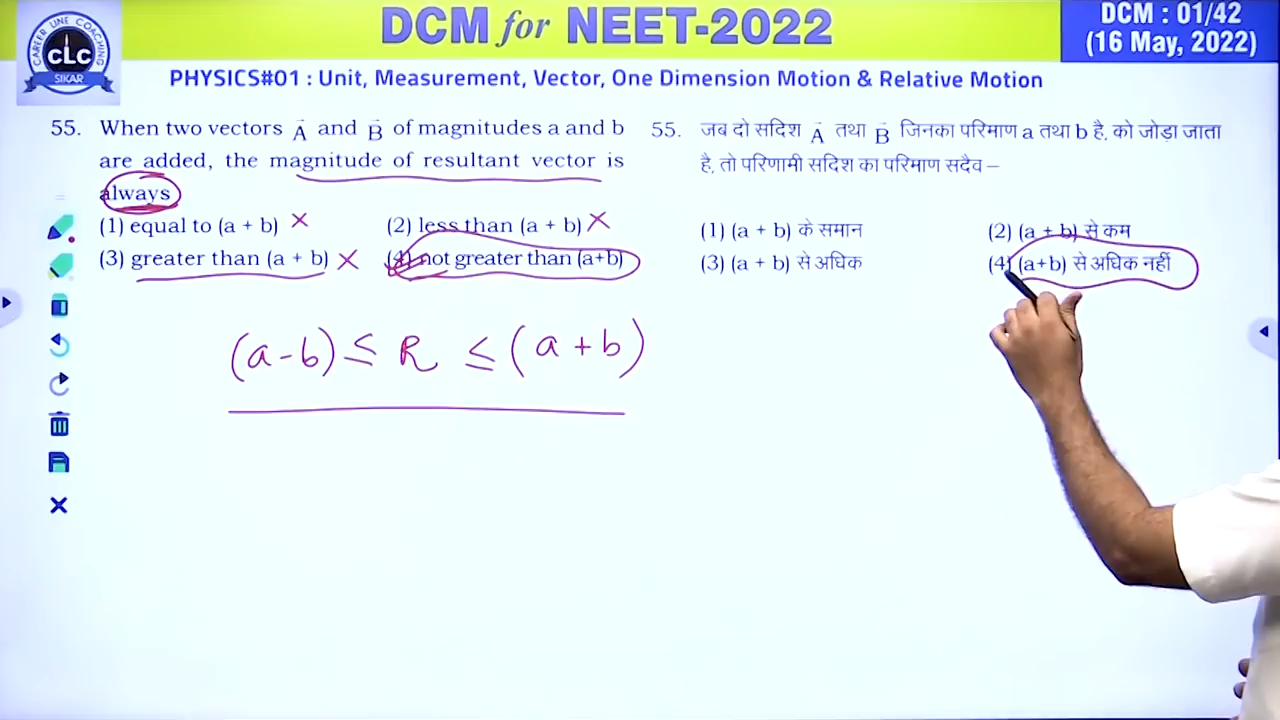 CAREER LINE COACHING
CLC
SIKAR
DCM for NEET-2022
DCM : 01/42
(16 May, 2022)
PHYSICS#01 : Unit, Measurement, Vector, One Dimension Motion & Relative Motion
55. When two vectors A⃗ and B⃗ of magnitudes a and b
are added, the magnitude of resultant vector is
always
(1) equal to (a + b) ×
(2) less than (a + b) ×
(3) greater than (a + b) ×
(4) not greater than (a+b)
(a-b) ≤ R ≤ (a + b)
55. जब दो सदिश A⃗ तथा B⃗ जिनका परिमाण a तथा b है, को जोड़ा जाता
है, तो परिणामी सदिश का परिमाण सदैव –
(1) (a + b) के समान
(2) (a + b) से कम
(3) (a + b) से अधिक
(4) (a+b) से अधिक नहीं